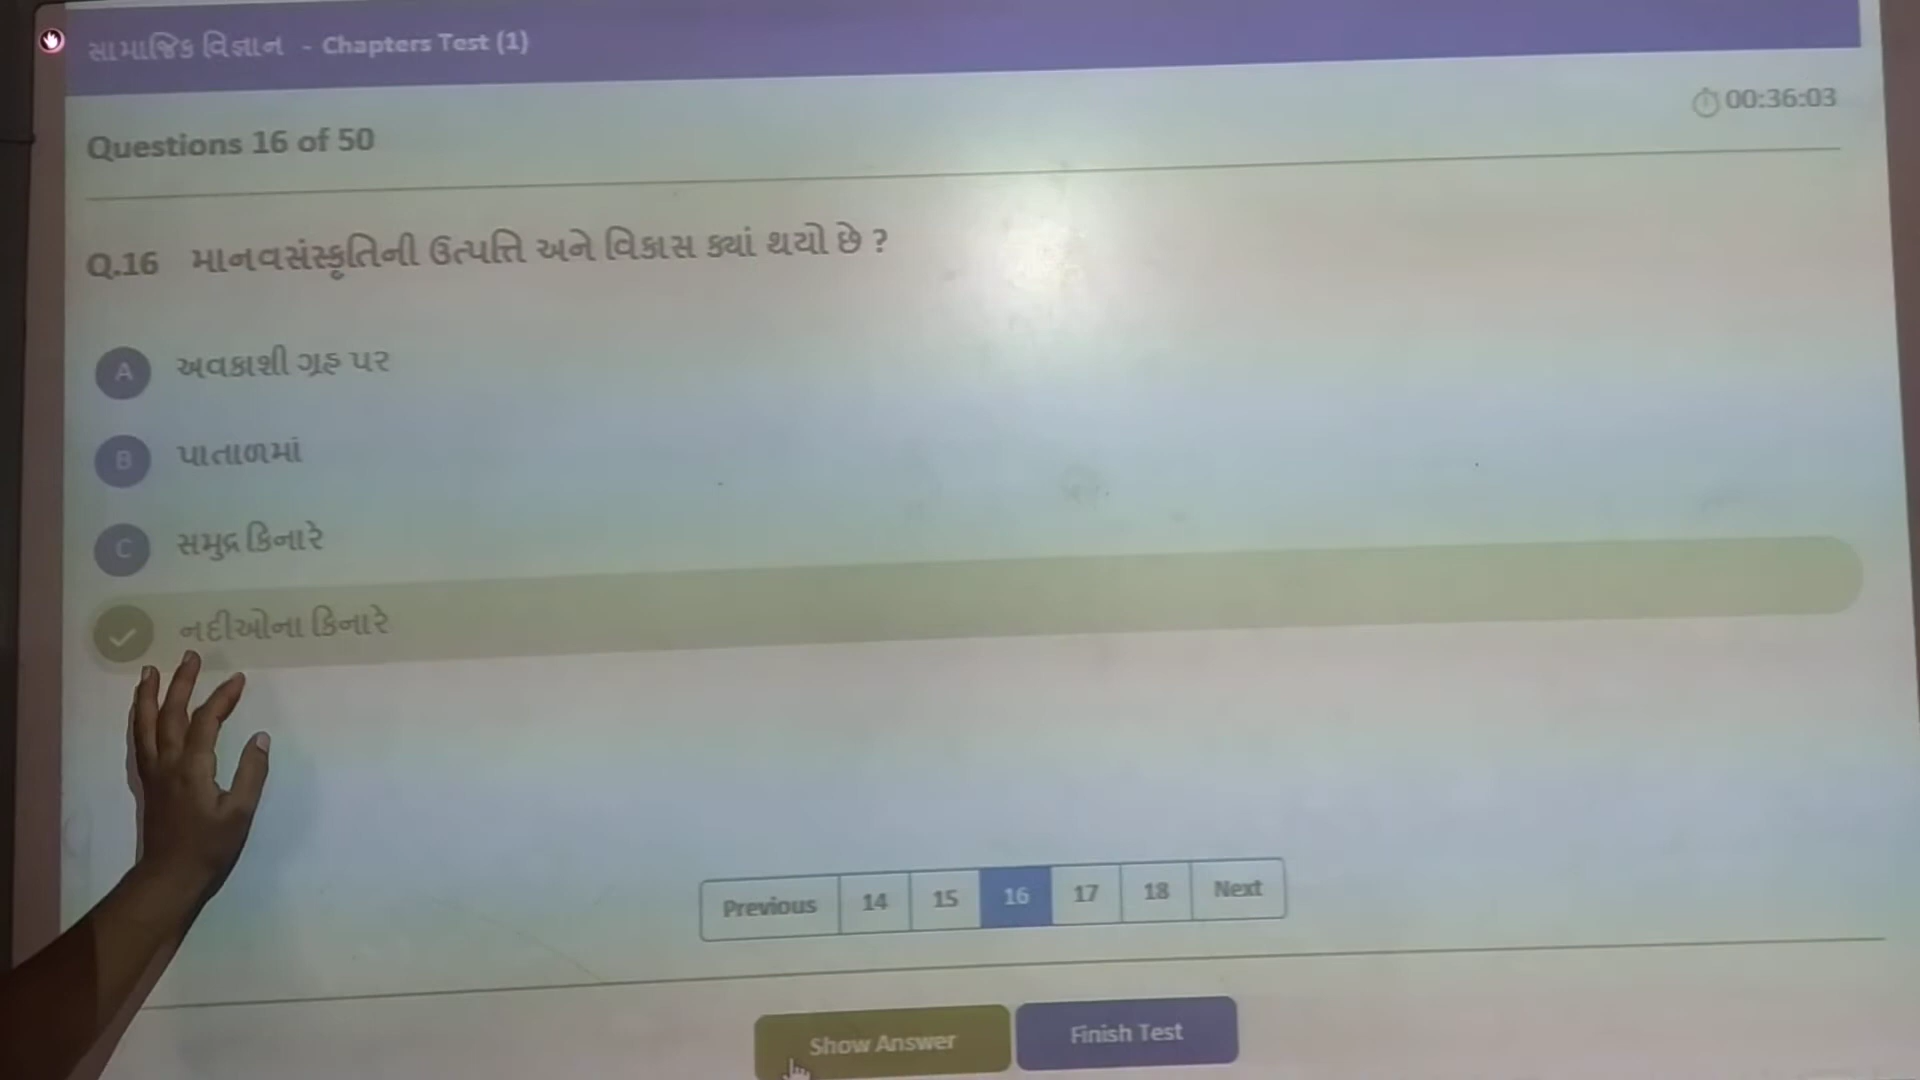 સામાજિક વિજ્ઞાન - Chapters Test (1)
00:36:03
Questions 16 of 50
Q.16 માનવસંસ્કૃતિની ઉત્પત્તિ અને વિકાસ ક્યાં થયો છે ?
A અવકાશી ગ્રહ પર
B પાતાળમાં
C સમુદ્ર કિનારે
નદીઓના કિનારે
Previous 14 15 16 17 18 Next
Show Answer Finish Test